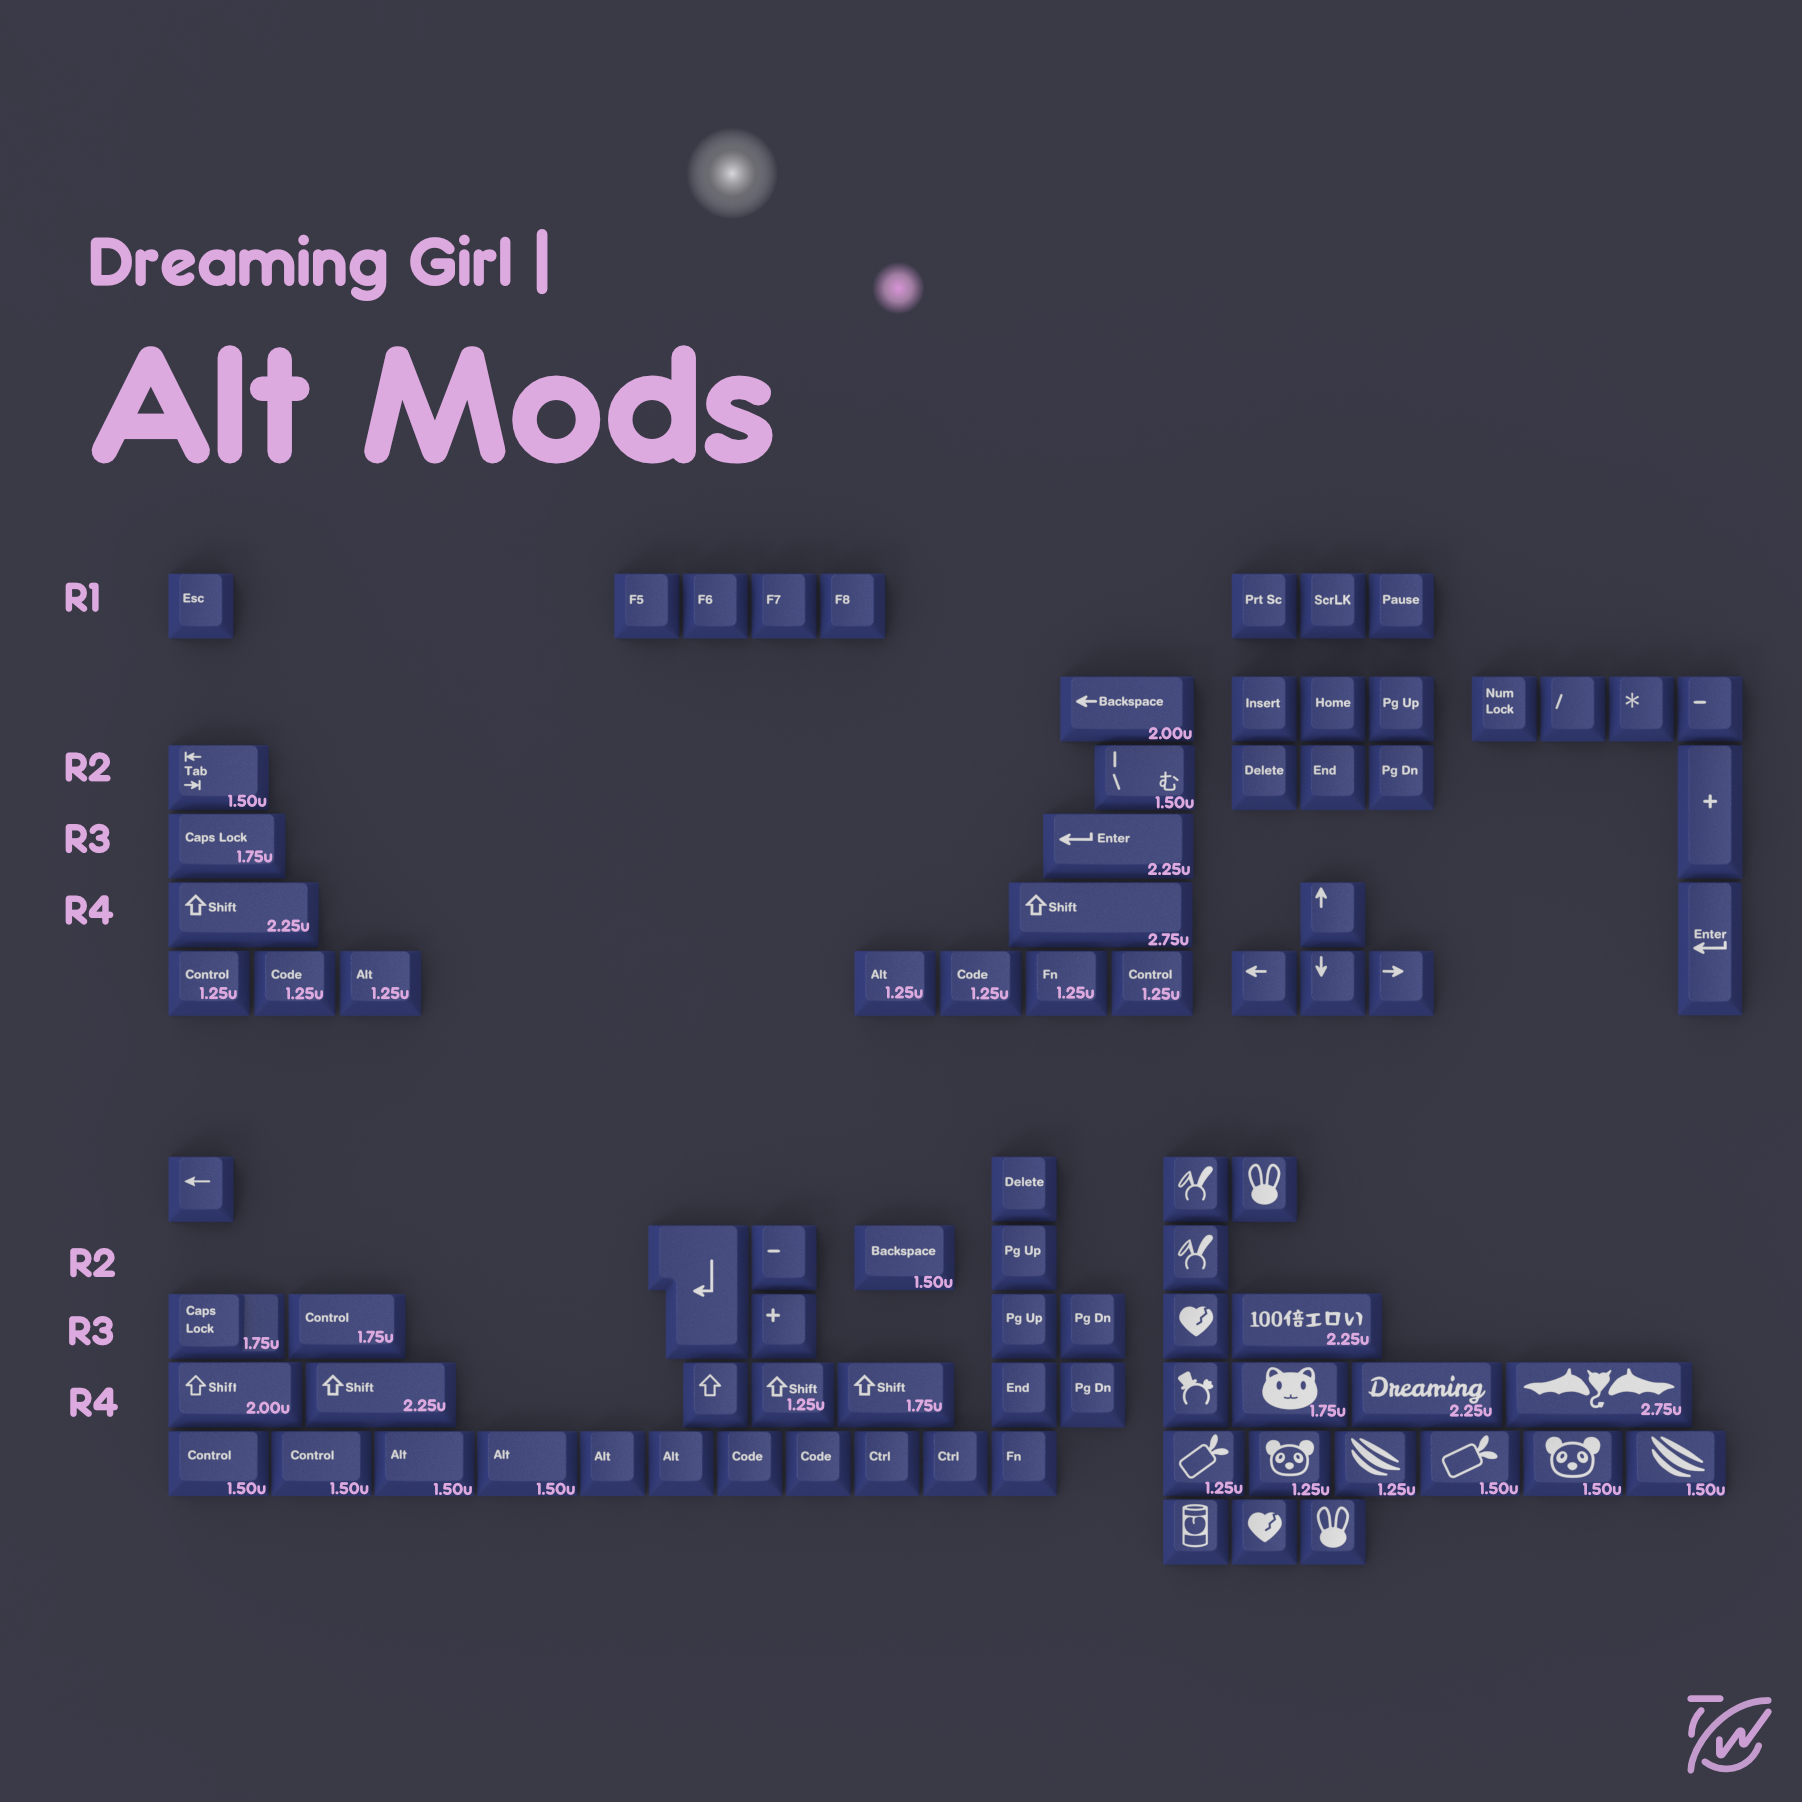 Dreaming Girl |
Alt Mods
R1
Esc
F5 F6 F7 F8
Prt Sc ScrLK Pause
←Backspace 2.00u
Insert Home Pg Up
Num Lock / * -
R2
Tab 1.50u
| \ む 1.50u
Delete End Pg Dn
+
R3
Caps Lock 1.75u
Enter 2.25u
R4
Shift 2.25u
Shift 2.75u
↑
Enter
Control 1.25u Code 1.25u Alt 1.25u
Alt 1.25u Code 1.25u Fn 1.25u Control 1.25u
← ↓ →
←
Delete
R2
-
Backspace 1.50u
Pg Up
R3
Caps Lock 1.75u Control 1.75u
+
Pg Up Pg Dn
100倍エロい 2.25u
R4
Shift 2.00u Shift 2.25u
Shift 1.25u Shift 1.75u
End Pg Dn
1.75u Dreaming 2.25u 2.75u
Control 1.50u Control 1.50u Alt 1.50u Alt 1.50u Alt Alt Code Code Ctrl Ctrl Fn
1.25u 1.25u 1.25u 1.50u 1.50u 1.50u